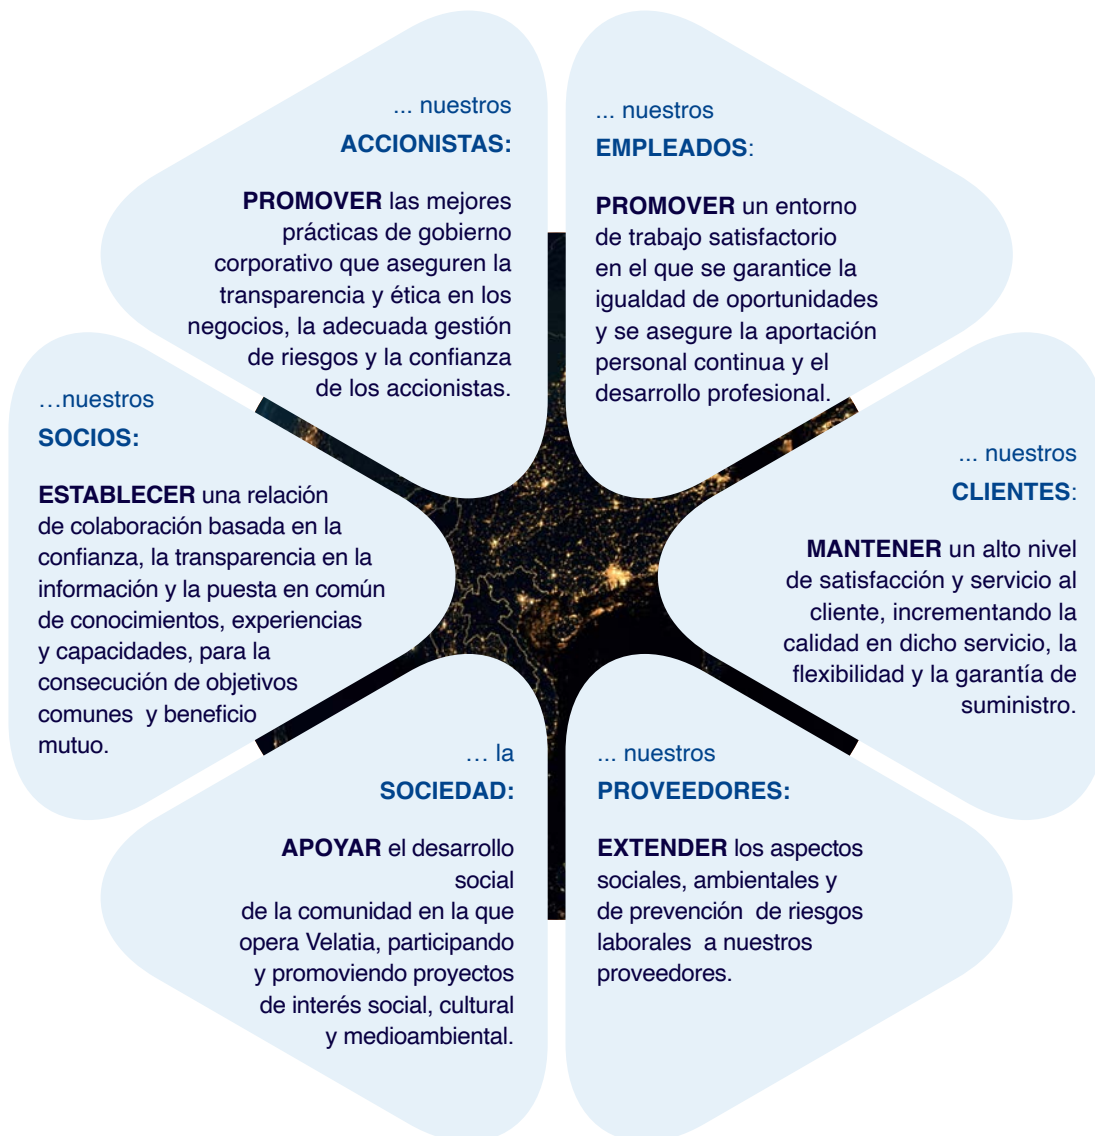 ... nuestros
ACCIONISTAS:
PROMOVER las mejores
prácticas de gobierno
corporativo que aseguren la
transparencia y ética en los
negocios, la adecuada gestión
de riesgos y la confianza
de los accionistas.
... nuestros
EMPLEADOS:
PROMOVER un entorno
de trabajo satisfactorio
en el que se garantice la
igualdad de oportunidades
y se asegure la aportación
personal continua y el
desarrollo profesional.
...nuestros
SOCIOS:
ESTABLECER una relación
de colaboración basada en la
confianza, la transparencia en la
información y la puesta en común
de conocimientos, experiencias
y capacidades, para la
consecución de objetivos
comunes y beneficio
mutuo.
... nuestros
CLIENTES:
MANTENER un alto nivel
de satisfacción y servicio al
cliente, incrementando la
calidad en dicho servicio, la
flexibilidad y la garantía de
suministro.
... la
SOCIEDAD:
APOYAR el desarrollo
social
de la comunidad en la que
opera Velatia, participando
y promoviendo proyectos
de interés social, cultural
y medioambiental.
... nuestros
PROVEEDORES:
EXTENDER los aspectos
sociales, ambientales y
de prevención de riesgos
laborales a nuestros
proveedores.